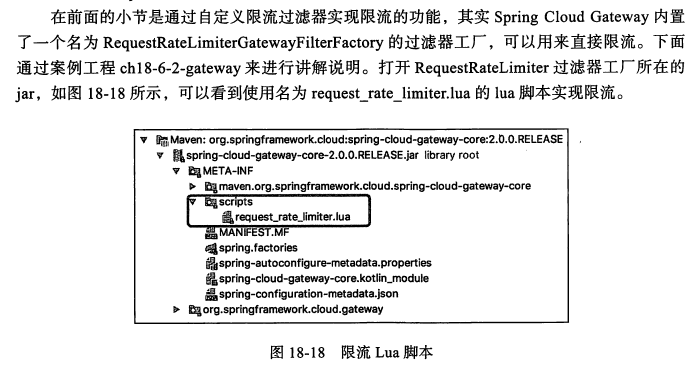 在前面的小节是通过自定义限流过滤器实现限流的功能，其实 Spring Cloud Gateway 内置
了一个名为 RequestRateLimiterGatewayFilterFactory 的过滤器工厂，可以用来直接限流。下面
通过案例工程 ch18-6-2-gateway 来进行讲解说明。打开 RequestRateLimiter 过滤器工厂所在的
jar，如图 18-18 所示，可以看到使用名为 request_rate_limiter.lua 的 lua 脚本实现限流。
Maven: org.springframework.cloud:spring-cloud-gateway-core:2.0.0.RELEASE
spring-cloud-gateway-core-2.0.0.RELEASE.jar library root
META-INF
maven.org.springframework.cloud.spring-cloud-gateway-core
scripts
request_rate_limiter.lua
MANIFEST.MF
spring.factories
spring-autoconfigure-metadata.properties
spring-cloud-gateway-core.kotlin_module
spring-configuration-metadata.json
org.springframework.cloud.gateway
图 18-18 限流 Lua 脚本